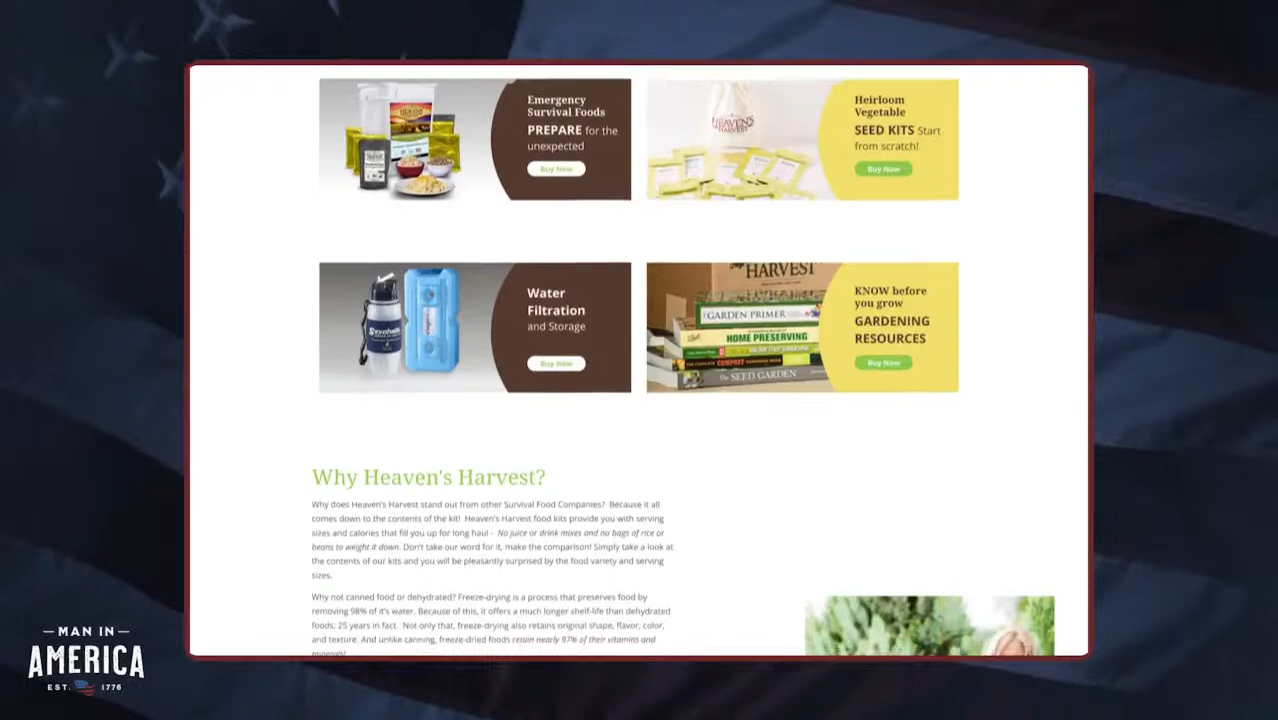 Emergency
Survival Foods
PREPARE for the
unexpected
Buy Now
HEAVEN'S
HARVEST
Heirloom
Vegetable
SEED KITS Start
from scratch!
Buy Now
Seychelle
Water
Filtration
and Storage
Buy Now
HARVEST
GARDEN PRIMER
HOME PRESERVING
COMPOST
The SEED GARDEN
KNOW before
you grow
GARDENING
RESOURCES
Buy Now
Why Heaven's Harvest?
Why does Heaven's Harvest stand out from other Survival Food Companies? Because it all
comes down to the contents of the kit! Heaven's Harvest food kits provide you with serving
sizes and calories that fill you up for long haul - No juice or drink mixes and no bags of rice or
beans to weight it down. Don't take our word for it, make the comparison! Simply take a look at
the contents of our kits and you will be pleasantly surprised by the food variety and serving
sizes.
Why not canned food or dehydrated? Freeze-drying is a process that preserves food by
removing 98% of it's water. Because of this, it offers a much longer shelf-life than dehydrated
foods; 25 years in fact. Not only that, freeze-drying also retains original shape, flavor, color,
and texture. And unlike canning, freeze-dried foods retain nearly 97% of their vitamins and
minerals!
MAN IN
AMERICA
EST. 1776